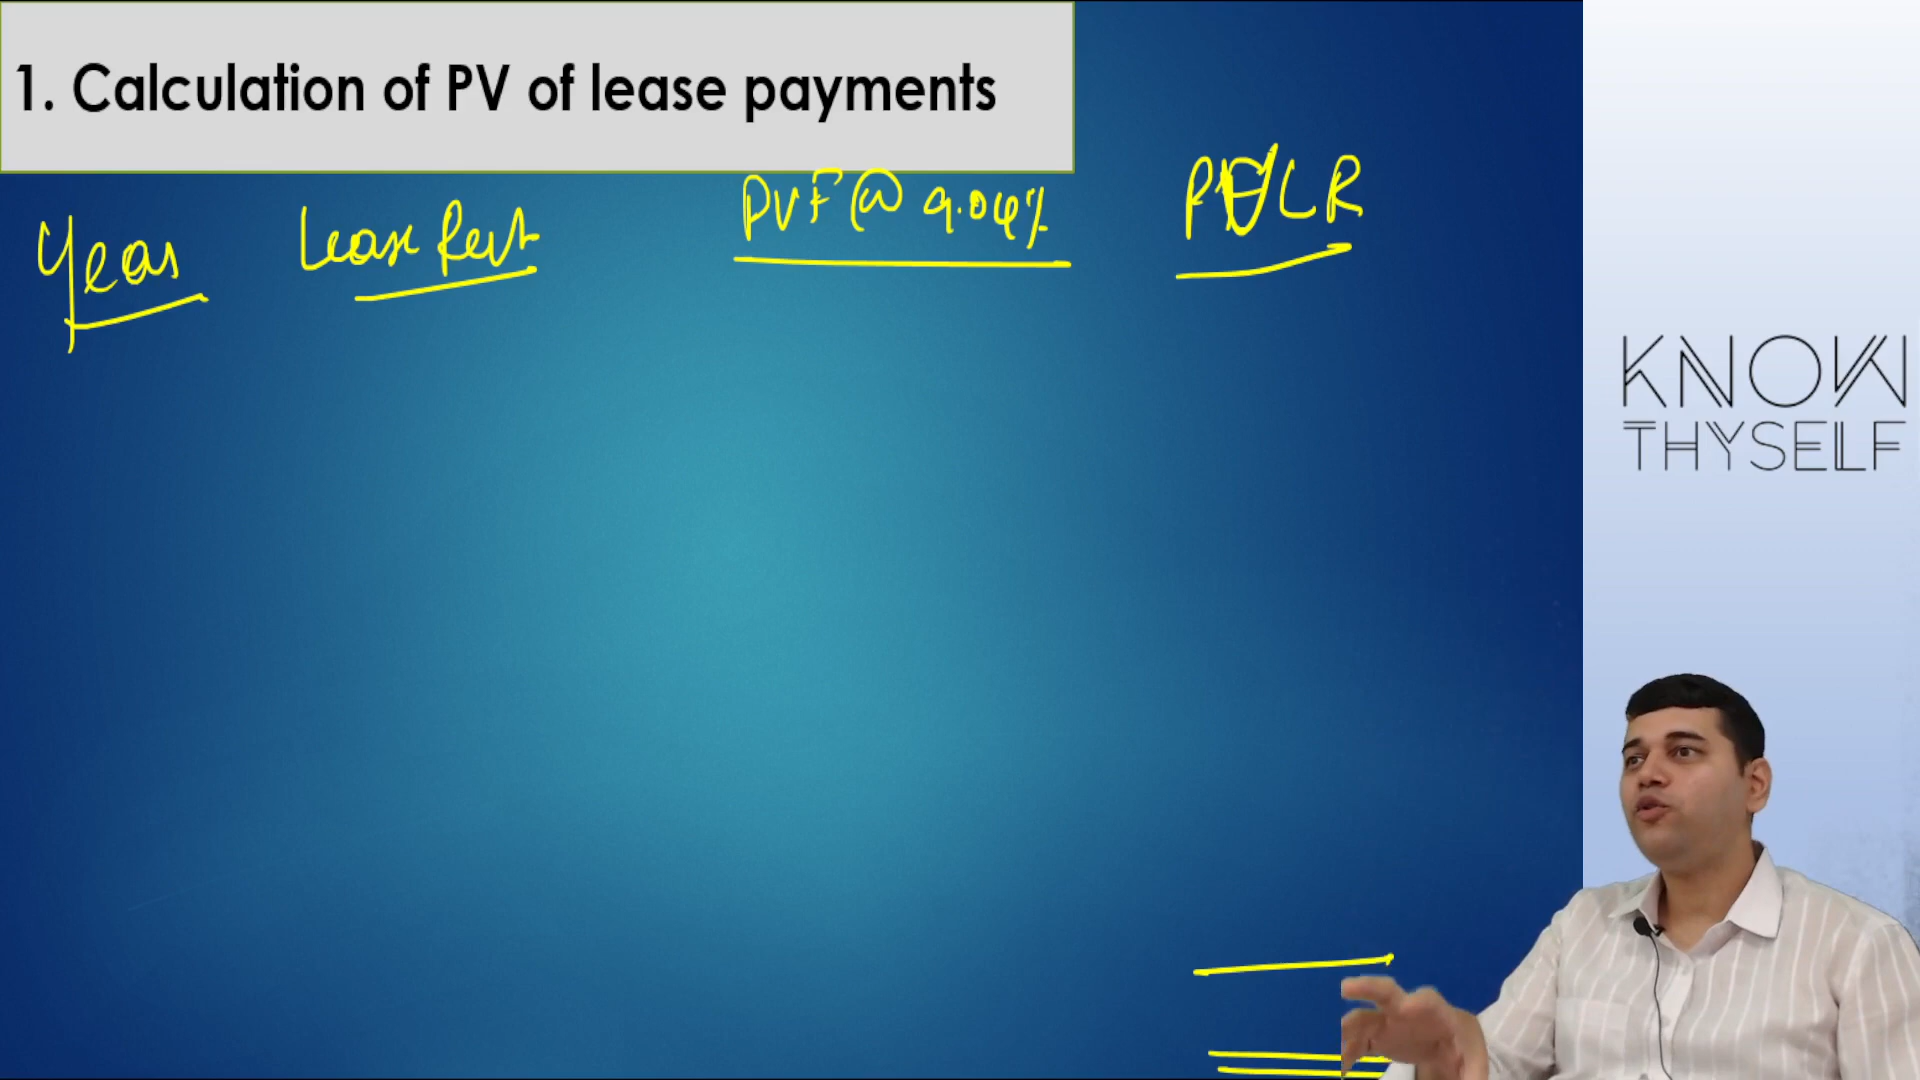 1. Calculation of PV of lease payments
Year Lease Rent PVF @ 9.04% PVLR
KNOW
THYSELF